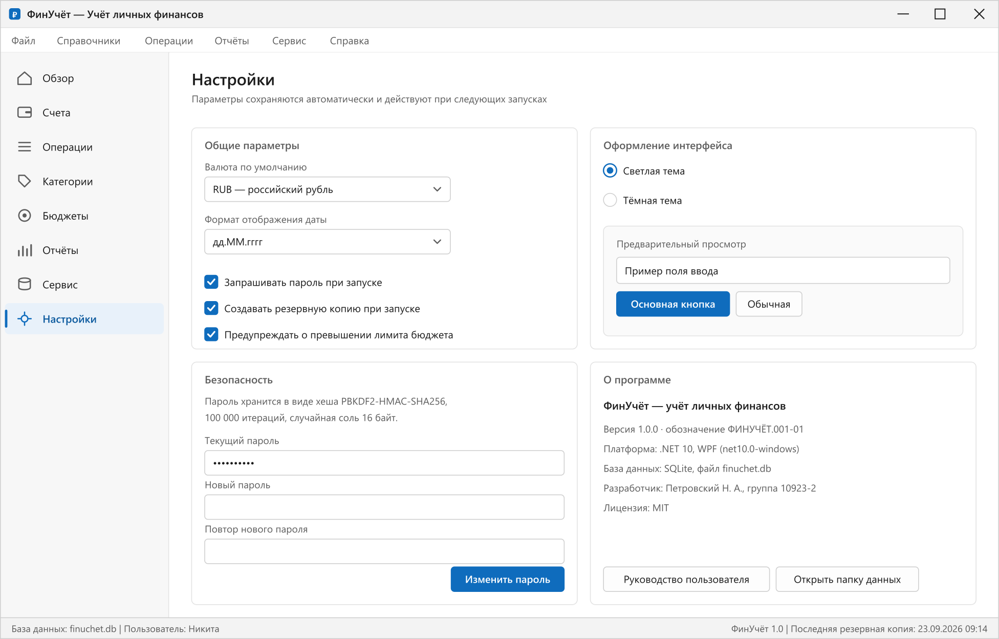 ФинУчёт — Учёт личных финансов
Файл Справочники Операции Отчёты Сервис Справка
Обзор
Счета
Операции
Категории
Бюджеты
Отчёты
Сервис
Настройки
Настройки
Параметры сохраняются автоматически и действуют при следующих запусках
Общие параметры
Валюта по умолчанию
RUB — российский рубль
Формат отображения даты
дд.ММ.гггг
Запрашивать пароль при запуске
Создавать резервную копию при запуске
Предупреждать о превышении лимита бюджета
Оформление интерфейса
Светлая тема
Тёмная тема
Предварительный просмотр
Пример поля ввода
Основная кнопка Обычная
Безопасность
Пароль хранится в виде хеша PBKDF2-HMAC-SHA256,
100 000 итераций, случайная соль 16 байт.
Текущий пароль
••••••••••
Новый пароль
Повтор нового пароля
Изменить пароль
О программе
ФинУчёт — учёт личных финансов
Версия 1.0.0 · обозначение ФИНУЧЁТ.001-01
Платформа: .NET 10, WPF (net10.0-windows)
База данных: SQLite, файл finuchet.db
Разработчик: Петровский Н. А., группа 10923-2
Лицензия: MIT
Руководство пользователя Открыть папку данных
База данных: finuchet.db | Пользователь: Никита
ФинУчёт 1.0 | Последняя резервная копия: 23.09.2026 09:14